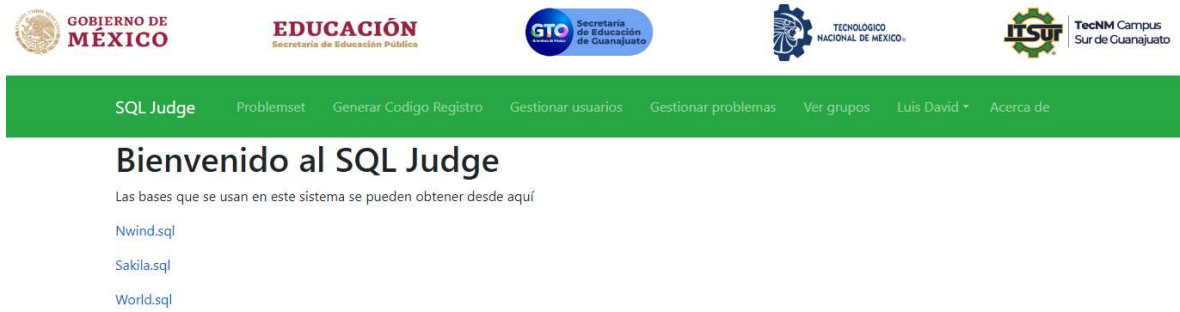 GOBIERNO DE
MÉXICO
EDUCACIÓN
Secretaría de Educación Pública
GTO
Secretaría
de Educación
de Guanajuato
TECNOLÓGICO
NACIONAL DE MÉXICO®
ITSUR
TecNM Campus
Sur de Guanajuato
SQL Judge Problemset Generar Codigo Registro Gestionar usuarios Gestionar problemas Ver grupos Luis David Acerca de
Bienvenido al SQL Judge
Las bases que se usan en este sistema se pueden obtener desde aquí
Nwind.sql
Sakila.sql
World.sql